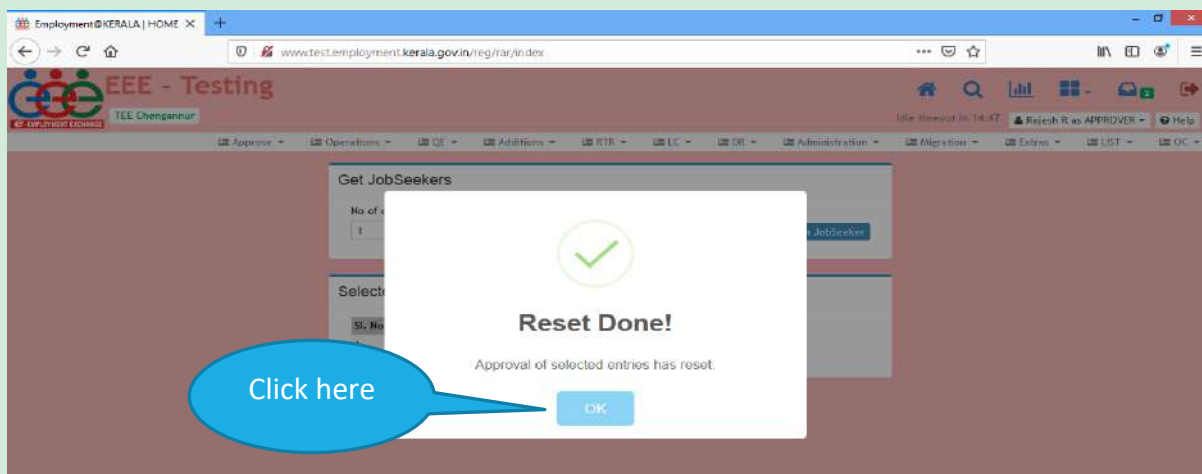 Employment@KERALA | HOME
www.test.employment.kerala.gov.in/reg/rar/index
EEE - Testing
TEE Chengannur
Idle timeout in 14:47
Rajesh R as APPROVER
Help
Approve
Operations
QE
Additions
RTR
LC
DR
Administration
Migration
Extras
LIST
OC
Get JobSeekers
No of
1
JobSeeker
Select
Sl. No
Reset Done!
Approval of selected entries has reset.
OK
Click here